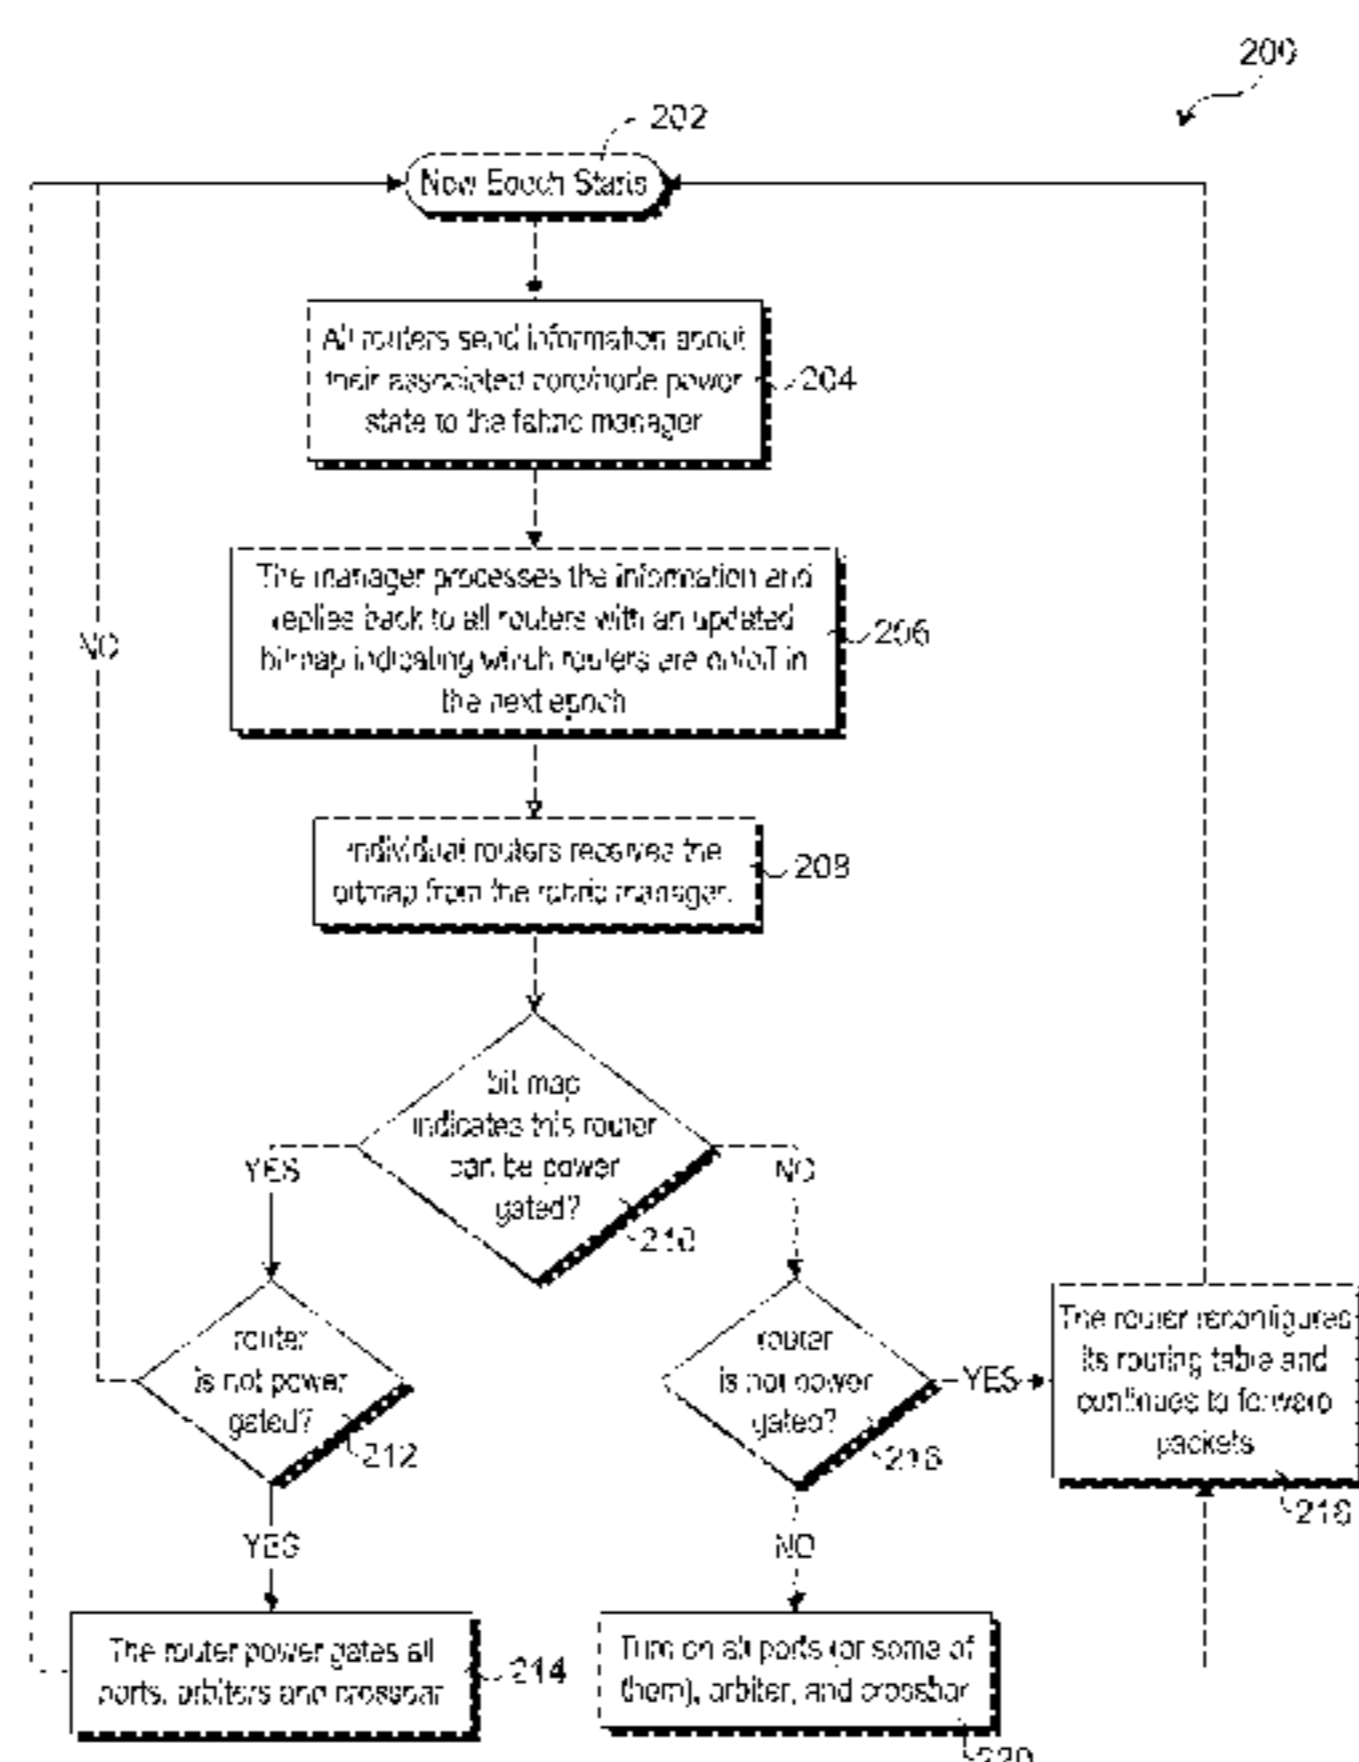 200
202
New Epoch Starts
All routers send information about
their associated core/node power
state to the fabric manager
204
The manager processes the information and
replies back to all routers with an updated
bitmap indicating which routers are on/off in
the next epoch
206
NO
Individual routers receives the
bitmap from the fabric manager.
208
bit map
indicates this router
can be power
gated?
210
YES
NO
router
is not power
gated?
212
router
is not power
gated?
216
YES
The router reconfigures
its routing table and
continues to forward
packets
218
YES
NO
The router power gates all
ports, arbiters and crossbar
214
Turn on all ports (or some of
them), arbiter, and crossbar
220